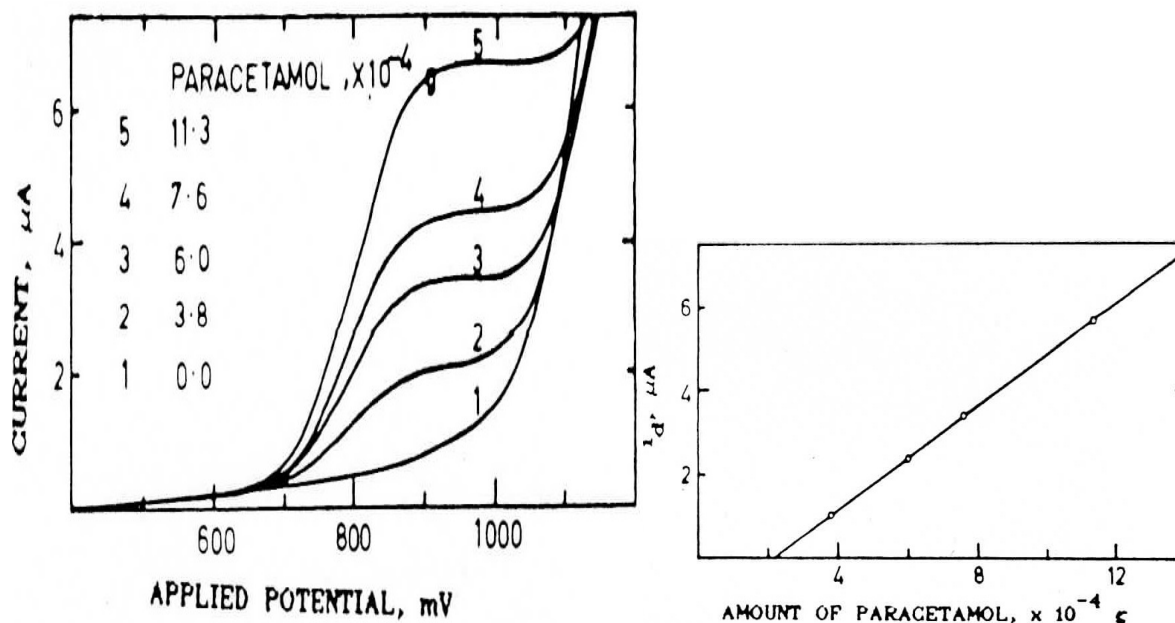 PARACETAMOL , X10⁻⁴ g
5 11·3
4 7·6
3 6·0
2 3·8
1 0·0
5
4
3
2
1
6
4
2
CURRENT, μA
600 800 1000
APPLIED POTENTIAL, mV
6
4
2
id, μA
4 8 12
AMOUNT OF PARACETAMOL, x 10⁻⁴ g